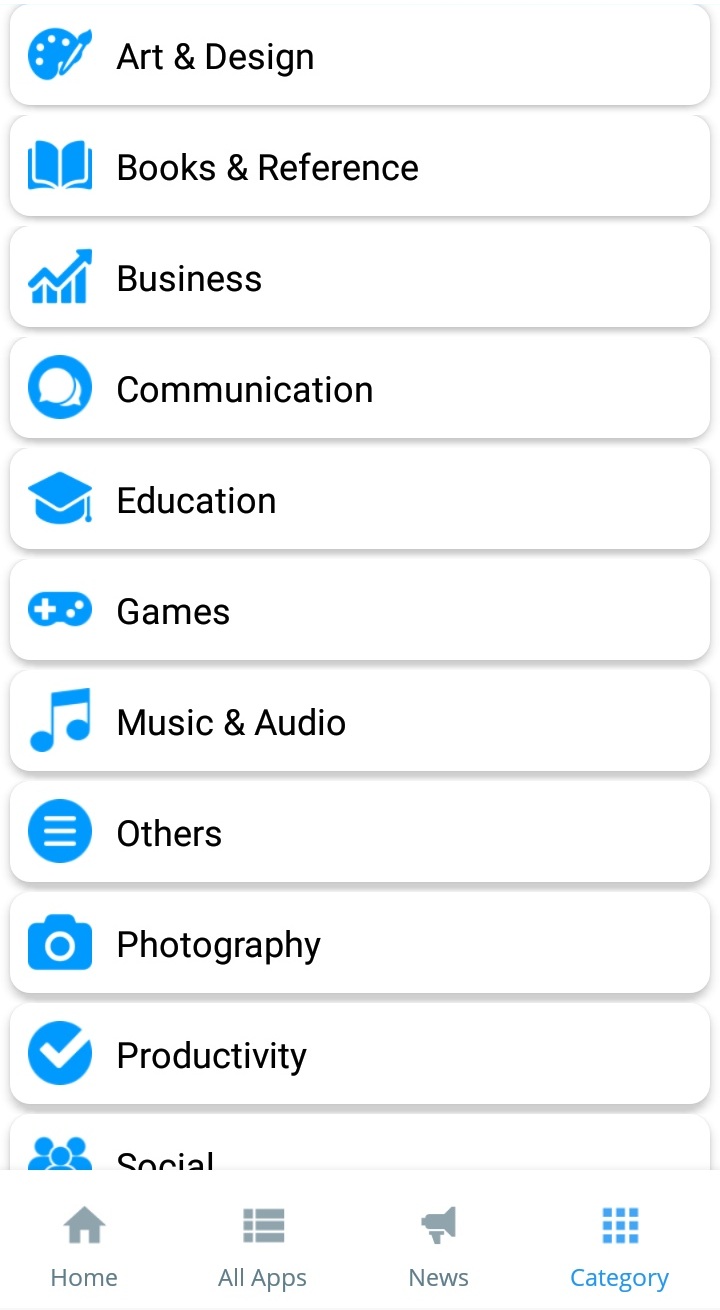 Art & Design
Books & Reference
Business
Communication
Education
Games
Music & Audio
Others
Photography
Productivity
Social
Home
All Apps
News
Category